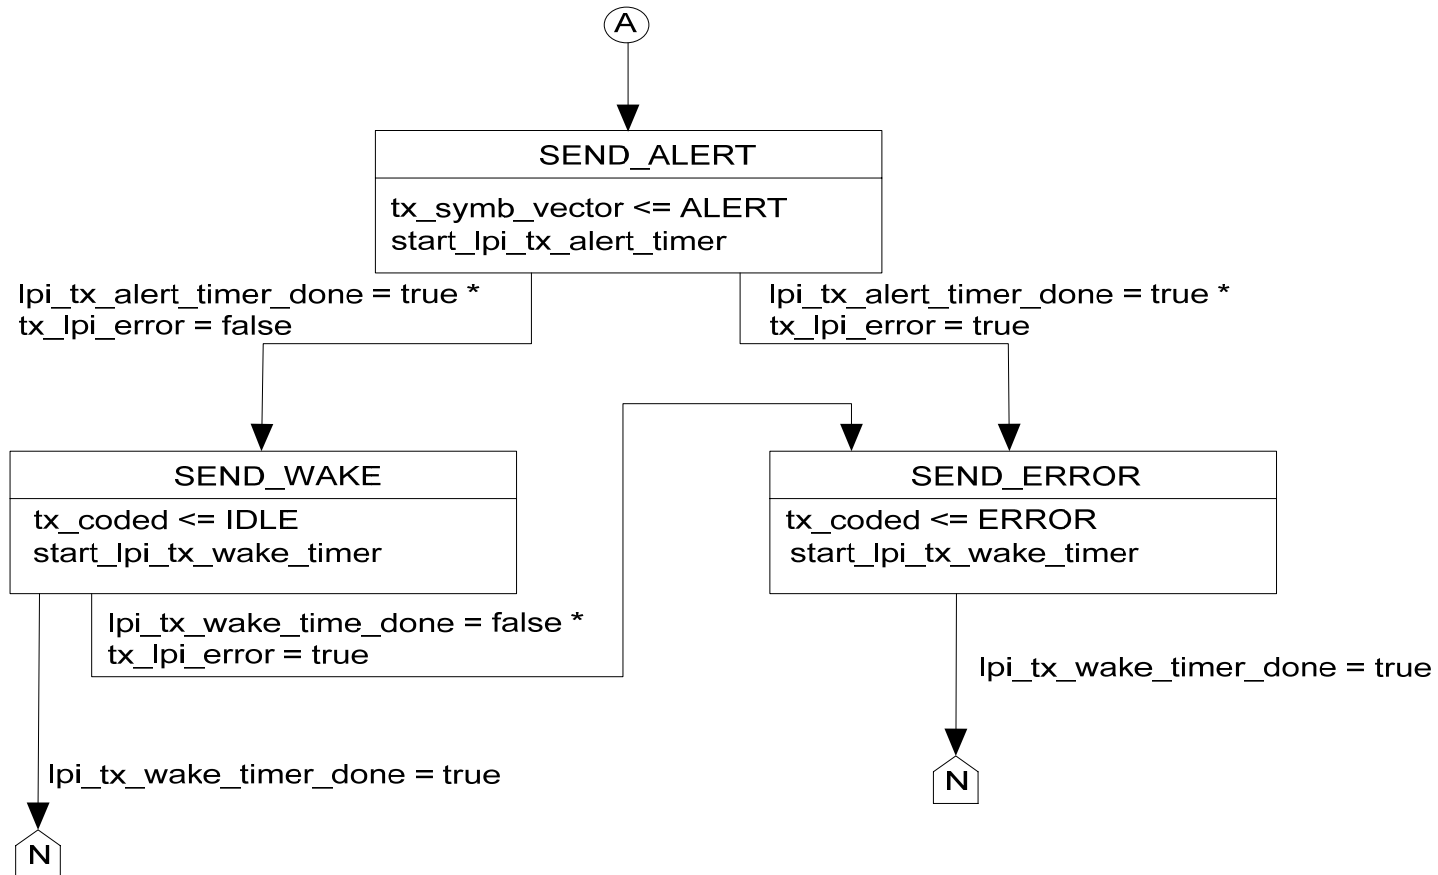 A
SEND_ALERT
tx_symb_vector <= ALERT
start_lpi_tx_alert_timer
lpi_tx_alert_timer_done = true *
tx_lpi_error = false
lpi_tx_alert_timer_done = true *
tx_lpi_error = true
SEND_WAKE
tx_coded <= IDLE
start_lpi_tx_wake_timer
SEND_ERROR
tx_coded <= ERROR
start_lpi_tx_wake_timer
lpi_tx_wake_time_done = false *
tx_lpi_error = true
lpi_tx_wake_timer_done = true
lpi_tx_wake_timer_done = true
N
N